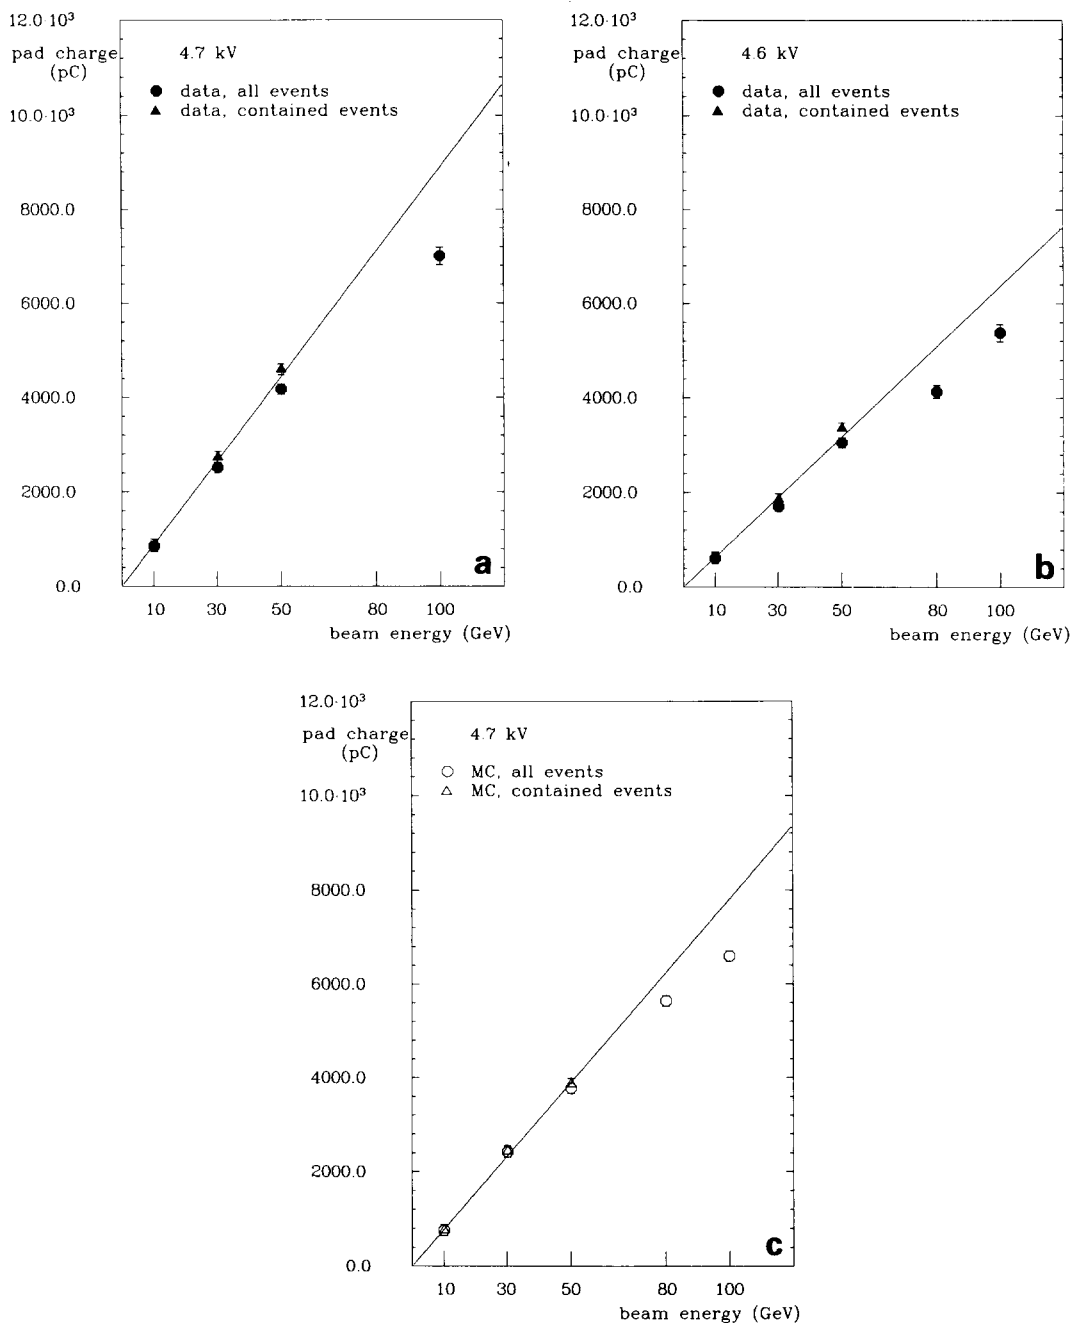 12.0·10³
pad charge
(pC)
4.7 kV
data, all events
data, contained events
10.0·10³
8000.0
6000.0
4000.0
2000.0
0.0
a
10 30 50 80 100
beam energy (GeV)
12.0·10³
pad charge
(pC)
4.6 kV
data, all events
data, contained events
10.0·10³
8000.0
6000.0
4000.0
2000.0
0.0
b
10 30 50 80 100
beam energy (GeV)
12.0·10³
pad charge
(pC)
4.7 kV
MC, all events
MC, contained events
10.0·10³
8000.0
6000.0
4000.0
2000.0
0.0
c
10 30 50 80 100
beam energy (GeV)